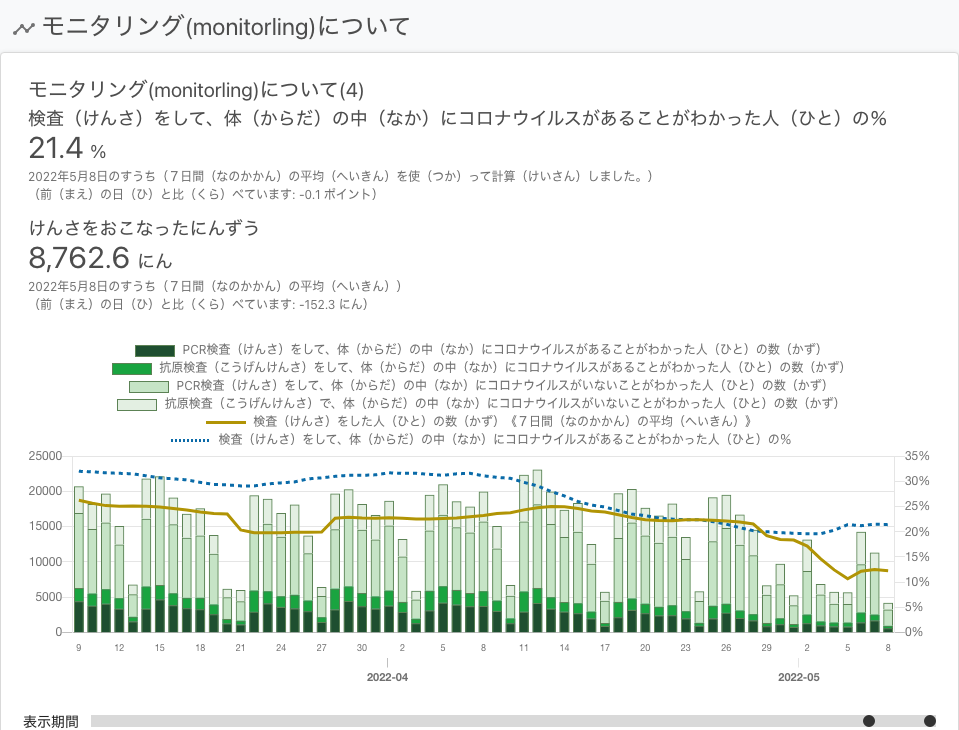 モニタリング(monitorling)について
モニタリング(monitorling)について(4)
検査（けんさ）をして、体（からだ）の中（なか）にコロナウイルスがあることがわかった人（ひと）の%
21.4 %
2022年5月8日のすうち（７日間（なのかかん）の平均（へいきん）を使（つか）って計算（けいさん）しました。）
（前（まえ）の日（ひ）と比（くら）べています: -0.1 ポイント）
けんさをおこなったにんずう
8,762.6 にん
2022年5月8日のすうち（７日間（なのかかん）の平均（へいきん））
（前（まえ）の日（ひ）と比（くら）べています: -152.3 にん）
PCR検査（けんさ）をして、体（からだ）の中（なか）にコロナウイルスがあることがわかった人（ひと）の数（かず）
抗原検査（こうげんけんさ）をして、体（からだ）の中（なか）にコロナウイルスがあることがわかった人（ひと）の数（かず）
PCR検査（けんさ）をして、体（からだ）の中（なか）にコロナウイルスがいないことがわかった人（ひと）の数（かず）
抗原検査（こうげんけんさ）で、体（からだ）の中（なか）にコロナウイルスがいないことがわかった人（ひと）の数（かず）
検査（けんさ）をした人（ひと）の数（かず）《７日間（なのかかん）の平均（へいきん）》
検査（けんさ）をして、体（からだ）の中（なか）にコロナウイルスがあることがわかった人（ひと）の%
25000 35%
30%
20000
25%
15000
20%
10000
15%
10%
5000
5%
0 0%
9 12 15 18 21 24 27 30 2 5 8 11 14 17 20 23 26 29 2 5 8
2022-04 2022-05
表示期間